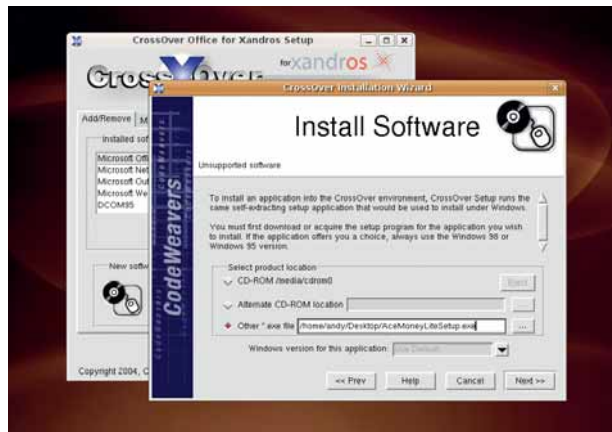 CrossOver Office for Xandros Setup
for xandros
CrossOver
CrossOver Installation Wizard
Add/Remove
Installed sof
Microsoft Offi
Microsoft Net
Microsoft Out
Microsoft We
DCOM95
New softw
Copyright 2004, C
CodeWeavers
Install Software
Unsupported software
To install an application into the CrossOver environment, CrossOver Setup runs the
same self-extracting setup application that would be used to install under Windows.
You must first download or acquire the setup program for the application you wish
to install. If the application offers you a choice, always use the Windows 98 or
Windows 95 version.
Select product location
CD-ROM /media/cdrom0
Eject
Alternate CD-ROM location
...
Other *.exe file /home/andy/Desktop/AceMoneyLiteSetup.exe
...
Windows version for this application: Use Default
<< Prev
Help
Cancel
Next >>